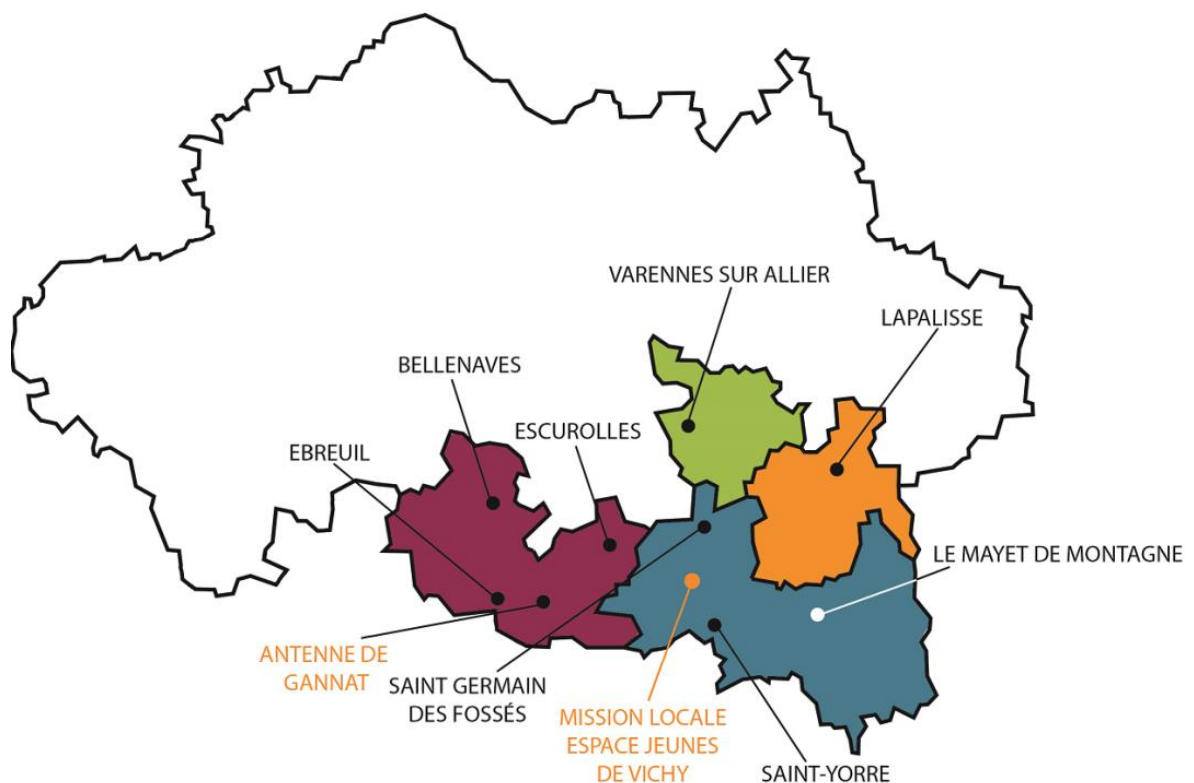 VARENNES SUR ALLIER
LAPALISSE
BELLENAVES
ESCUROLLES
EBREUIL
LE MAYET DE MONTAGNE
ANTENNE DE
GANNAT
SAINT GERMAIN
DES FOSSÉS
MISSION LOCALE
ESPACE JEUNES
DE VICHY
SAINT-YORRE